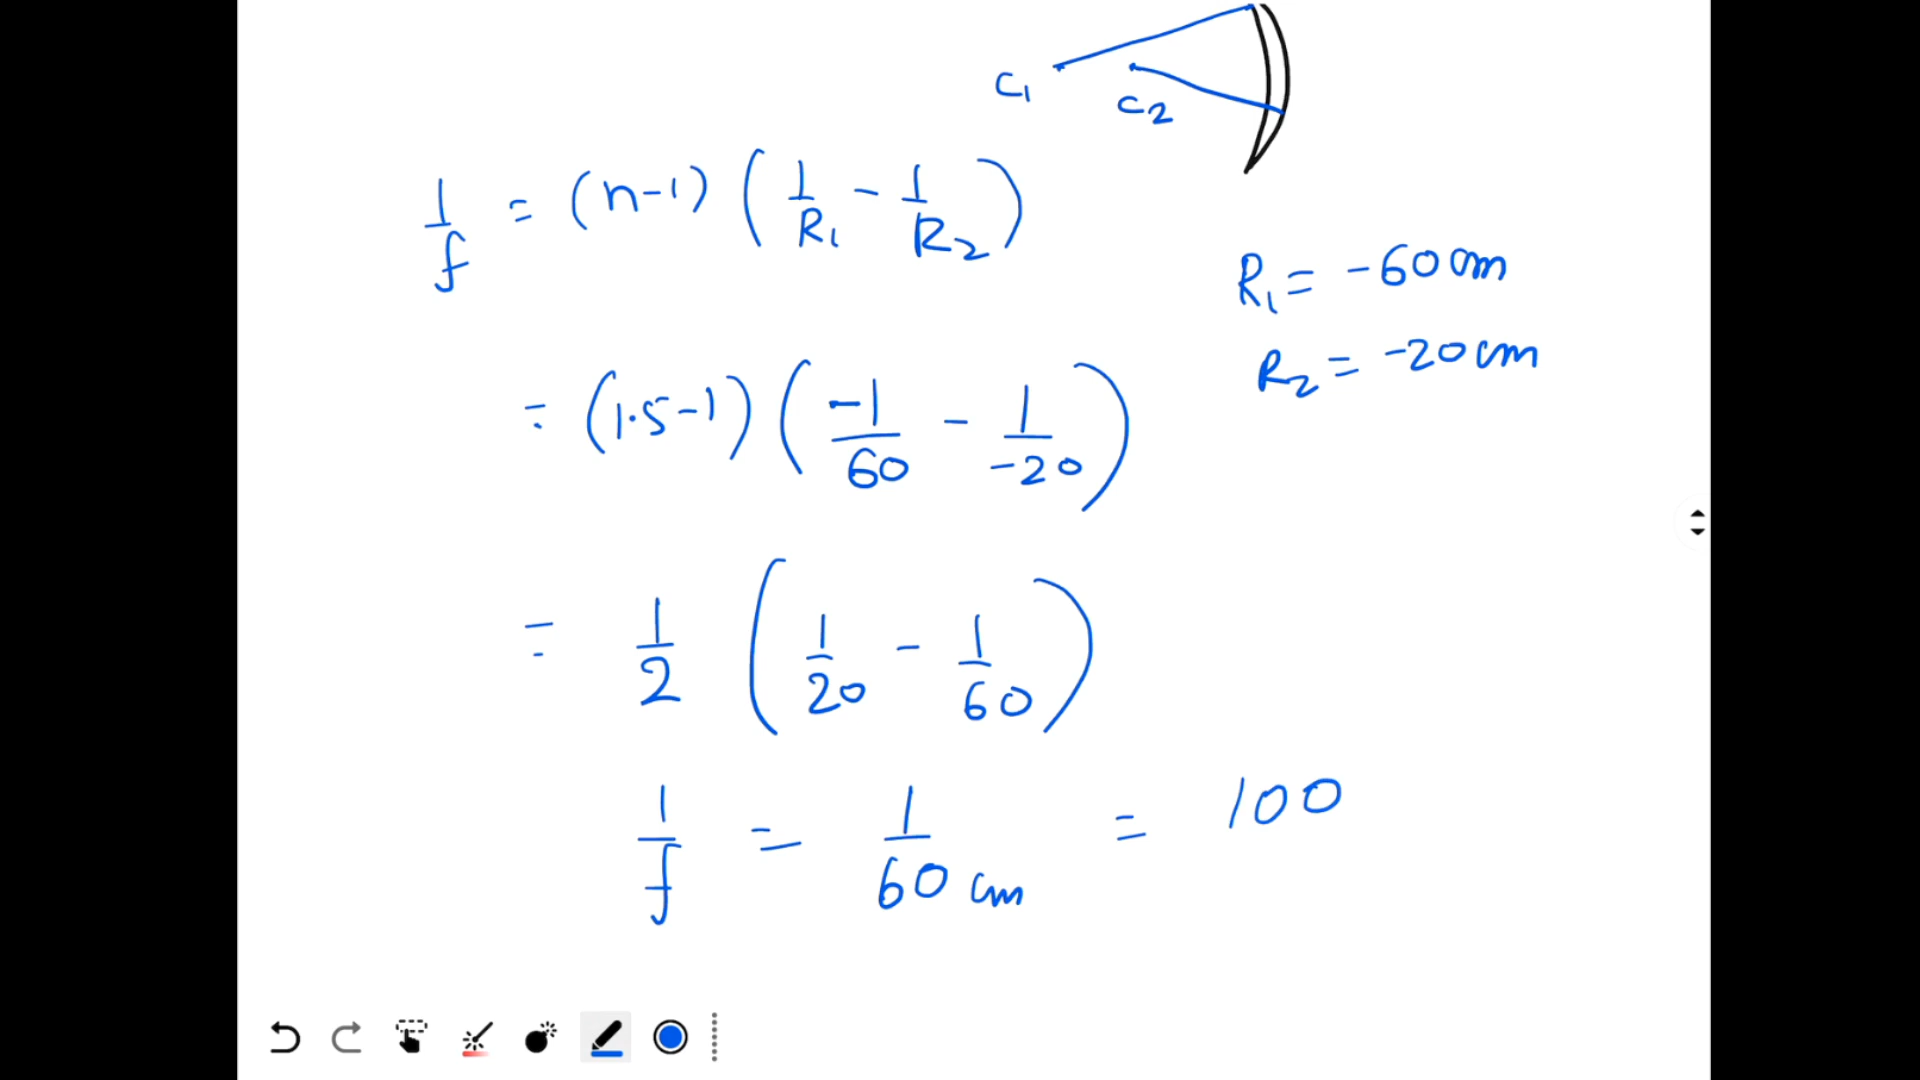 C₁
C₂
1/f = (n-1) (1/R₁ - 1/R₂)
R₁ = -60 cm
R₂ = -20 cm
= (1.5-1) (-1/60 - 1/-20)
= 1/2 (1/20 - 1/60)
1/f = 1/60 cm = 100